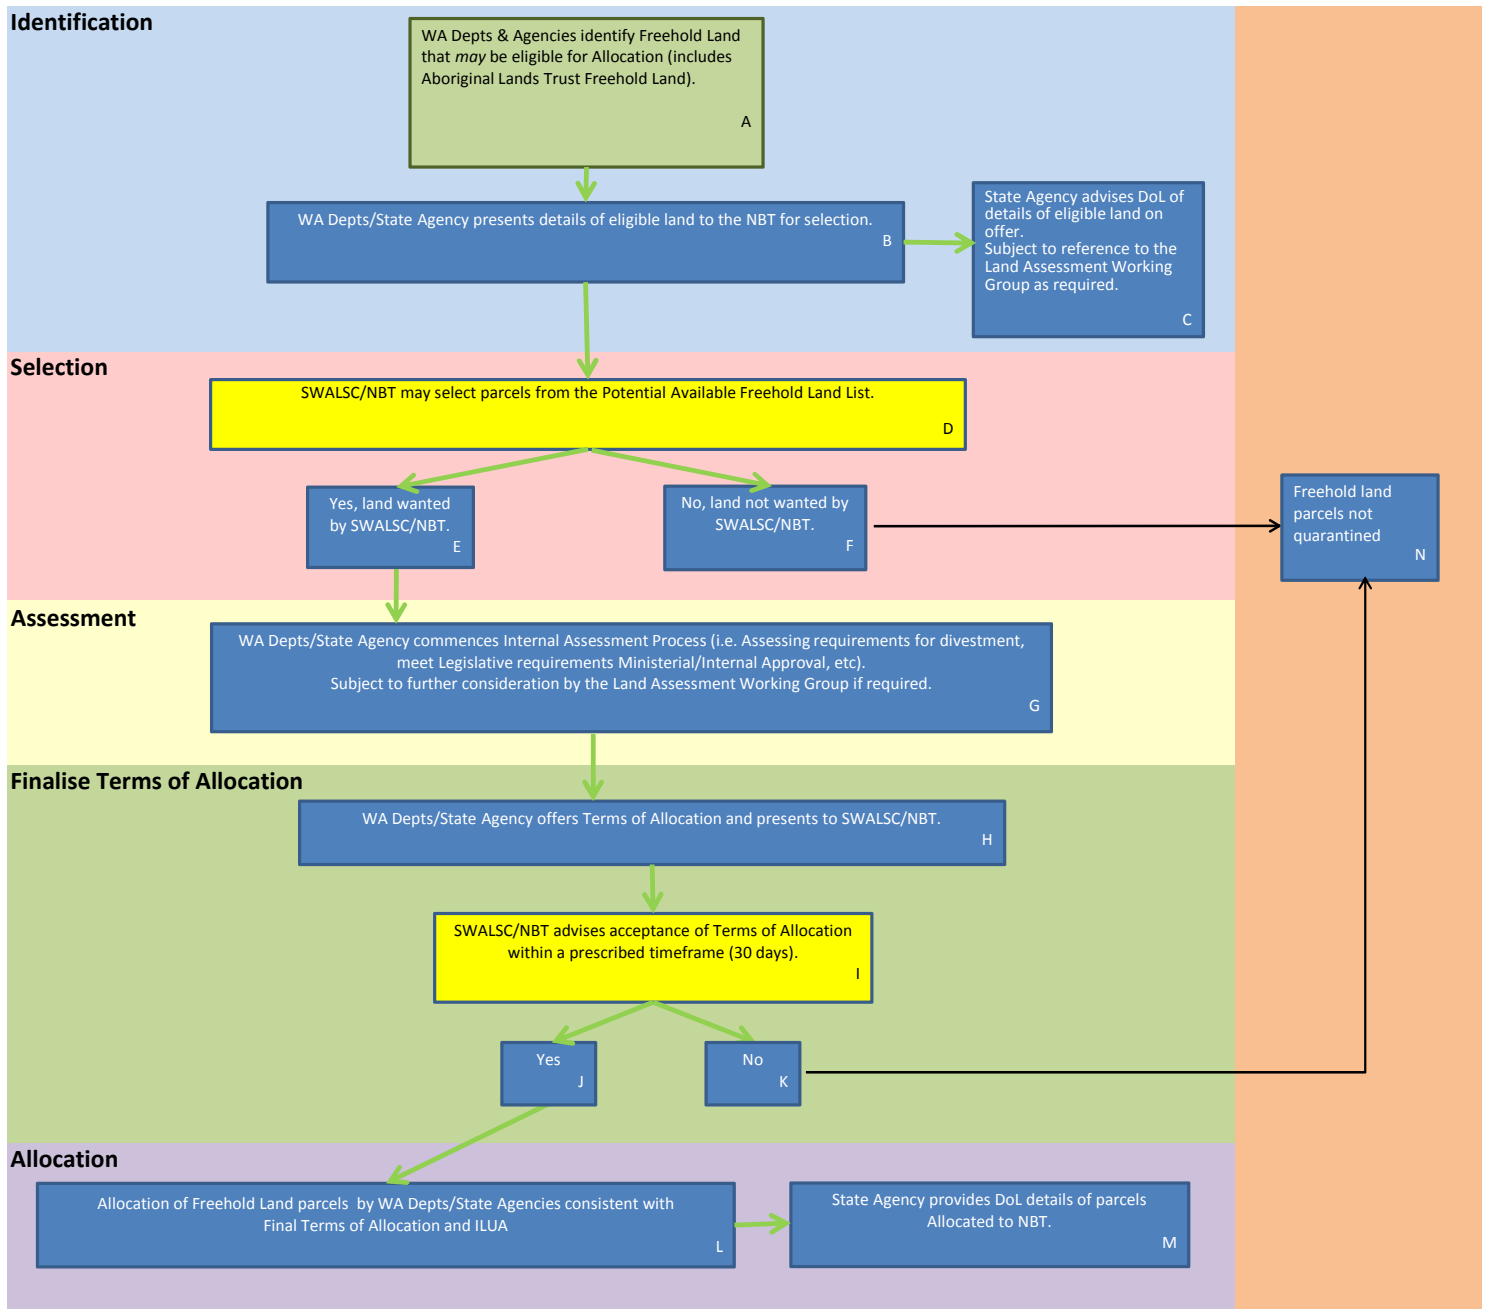 Identification
WA Depts & Agencies identify Freehold Land
that may be eligible for Allocation (includes
Aboriginal Lands Trust Freehold Land).
A
WA Depts/State Agency presents details of eligible land to the NBT for selection.
B
State Agency advises DoL of
details of eligible land on
offer.
Subject to reference to the
Land Assessment Working
Group as required.
C
Selection
SWALSC/NBT may select parcels from the Potential Available Freehold Land List.
D
Yes, land wanted
by SWALSC/NBT.
E
No, land not wanted by
SWALSC/NBT.
F
Freehold land
parcels not
quarantined
N
Assessment
WA Depts/State Agency commences Internal Assessment Process (i.e. Assessing requirements for divestment,
meet Legislative requirements Ministerial/Internal Approval, etc).
Subject to further consideration by the Land Assessment Working Group if required.
G
Finalise Terms of Allocation
WA Depts/State Agency offers Terms of Allocation and presents to SWALSC/NBT.
H
SWALSC/NBT advises acceptance of Terms of Allocation
within a prescribed timeframe (30 days).
I
Yes
J
No
K
Allocation
Allocation of Freehold Land parcels by WA Depts/State Agencies consistent with
Final Terms of Allocation and ILUA
L
State Agency provides DoL details of parcels
Allocated to NBT.
M